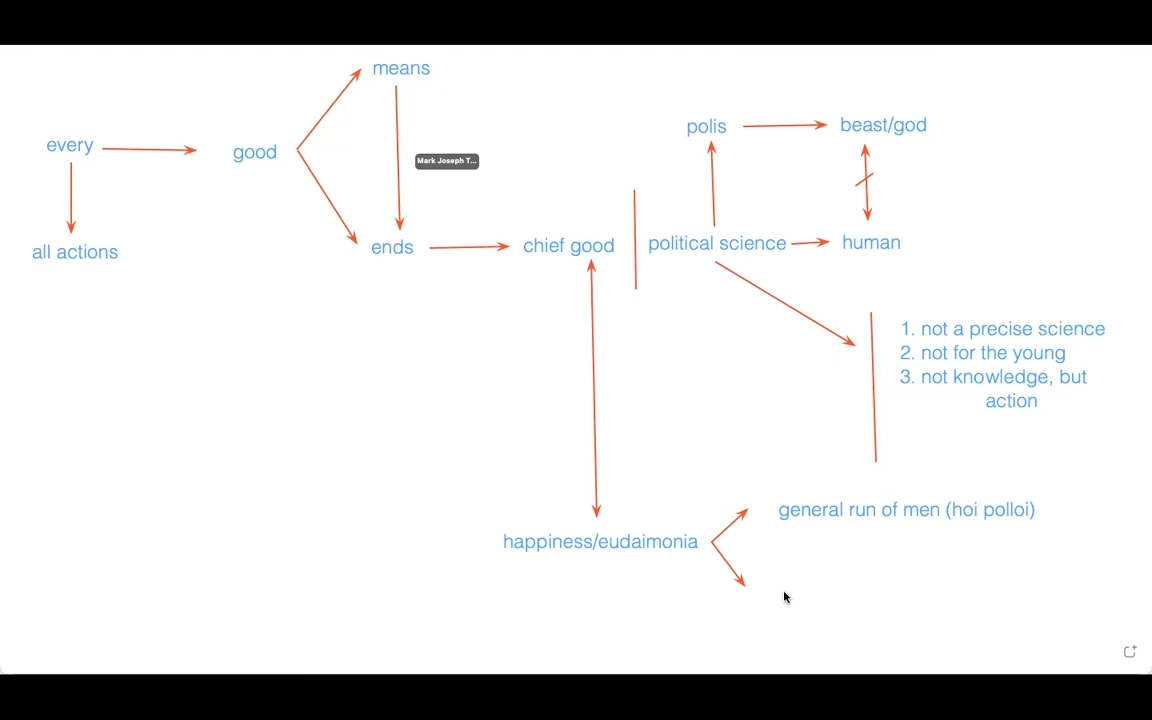 means
polis
beast/god
every
good
Mark Joseph T...
all actions
ends
chief good
political science
human
1. not a precise science
2. not for the young
3. not knowledge, but
action
general run of men (hoi polloi)
happiness/eudaimonia